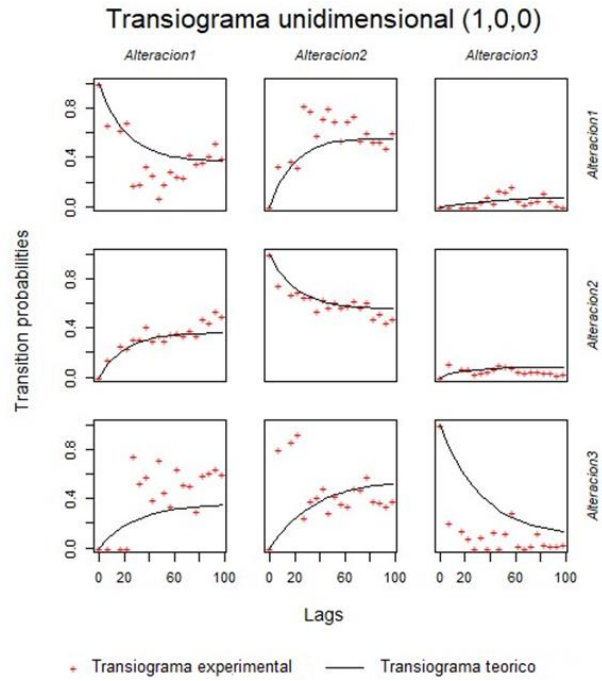 Transiograma unidimensional (1,0,0)
Alteracion1 Alteracion2 Alteracion3
Transition probabilities
0.8
0.4
0.0
Alteracion1
0.8
0.4
0.0
Alteracion2
0.8
0.4
0.0
Alteracion3
0 20 60 100 0 20 60 100 0 20 60 100
Lags
Transiograma experimental Transiograma teorico